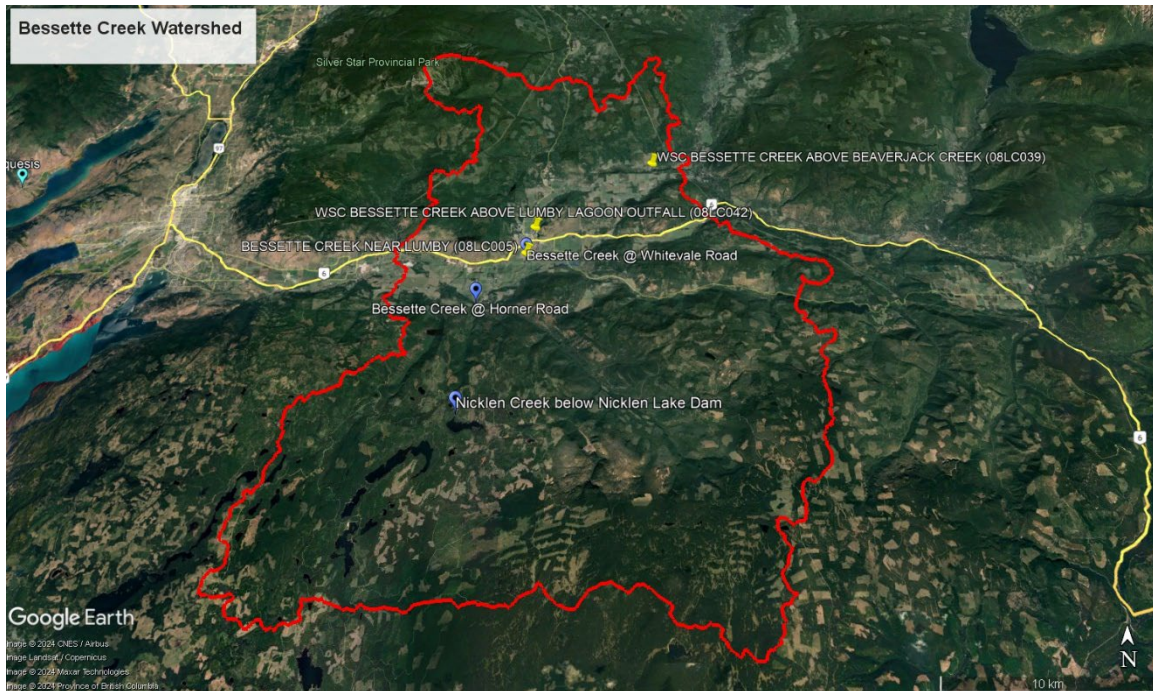 Bessette Creek Watershed
Silver Star Provincial Park
97
quesis
WSC BESSETTE CREEK ABOVE BEAVERJACK CREEK (08LC039)
6
WSC BESSETTE CREEK ABOVE LUMBY LAGOON OUTFALL (08LC042)
BESSETTE CREEK NEAR LUMBY (08LC005)
Bessette Creek @ Whitevale Road
6
Bessette Creek @ Horner Road
Nicklen Creek below Nicklen Lake Dam
6
Google Earth
Image © 2024 CNES / Airbus
Image Landsat / Copernicus
Image © 2024 Maxar Technologies
Image © 2024 Province of British Columbia
N
10 km